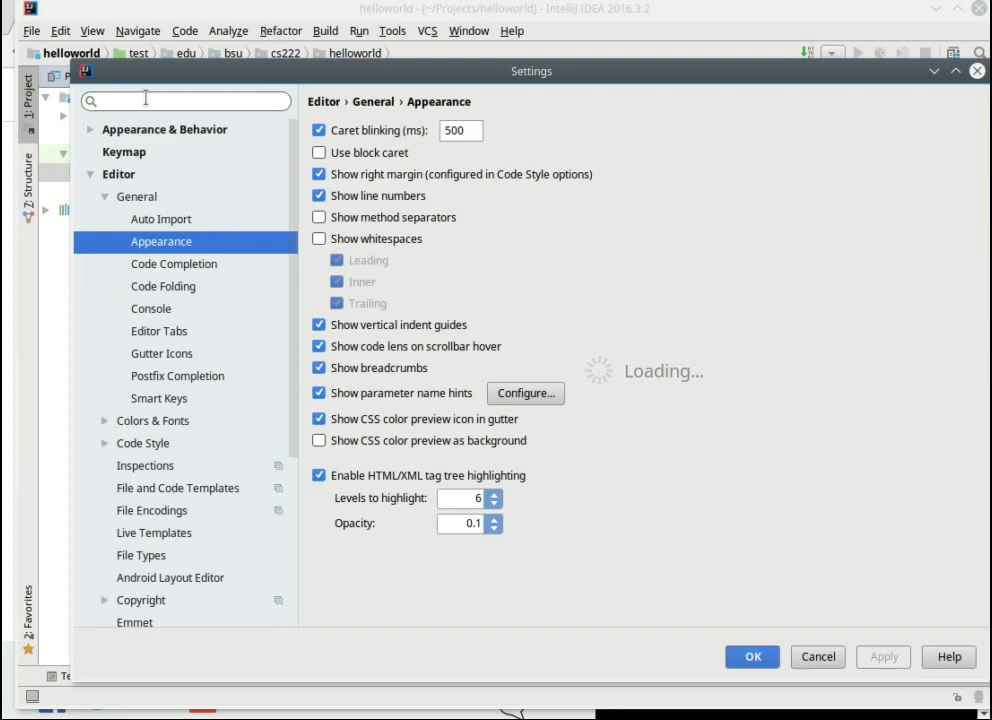 helloworld - [~/Projects/helloworld] - IntelliJ IDEA 2016.3.2
File Edit View Navigate Code Analyze Refactor Build Run Tools VCS Window Help
helloworld test edu bsu cs222 helloworld
Settings
1: Project
P
Z: Structure
2: Favorites
Appearance & Behavior
Keymap
Editor
General
Auto Import
Appearance
Code Completion
Code Folding
Console
Editor Tabs
Gutter Icons
Postfix Completion
Smart Keys
Colors & Fonts
Code Style
Inspections
File and Code Templates
File Encodings
Live Templates
File Types
Android Layout Editor
Copyright
Emmet
Editor › General › Appearance
Caret blinking (ms): 500
Use block caret
Show right margin (configured in Code Style options)
Show line numbers
Show method separators
Show whitespaces
Leading
Inner
Trailing
Show vertical indent guides
Show code lens on scrollbar hover
Show breadcrumbs
Show parameter name hints Configure...
Show CSS color preview icon in gutter
Show CSS color preview as background
Enable HTML/XML tag tree highlighting
Levels to highlight: 6
Opacity: 0.1
Loading...
OK Cancel Apply Help
Te